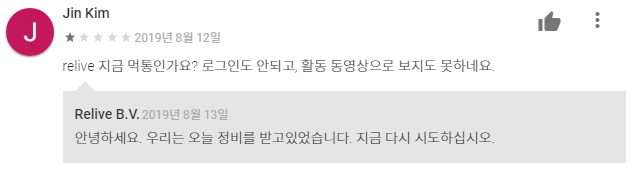 J
Jin Kim
2019년 8월 12일
relive 지금 먹통인가요? 로그인도 안되고, 활동 동영상으로 보지도 못하네요.
Relive B.V. 2019년 8월 13일
안녕하세요. 우리는 오늘 정비를 받고있었습니다. 지금 다시 시도하십시오.